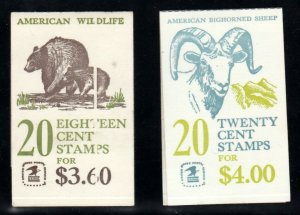 AMERICAN WILDLIFE
20 EIGHTEEN
CENT
STAMPS
FOR
$3.60
AMERICAN BIGHORNED SHEEP
20 TWENTY
CENT
STAMPS
FOR
$4.00